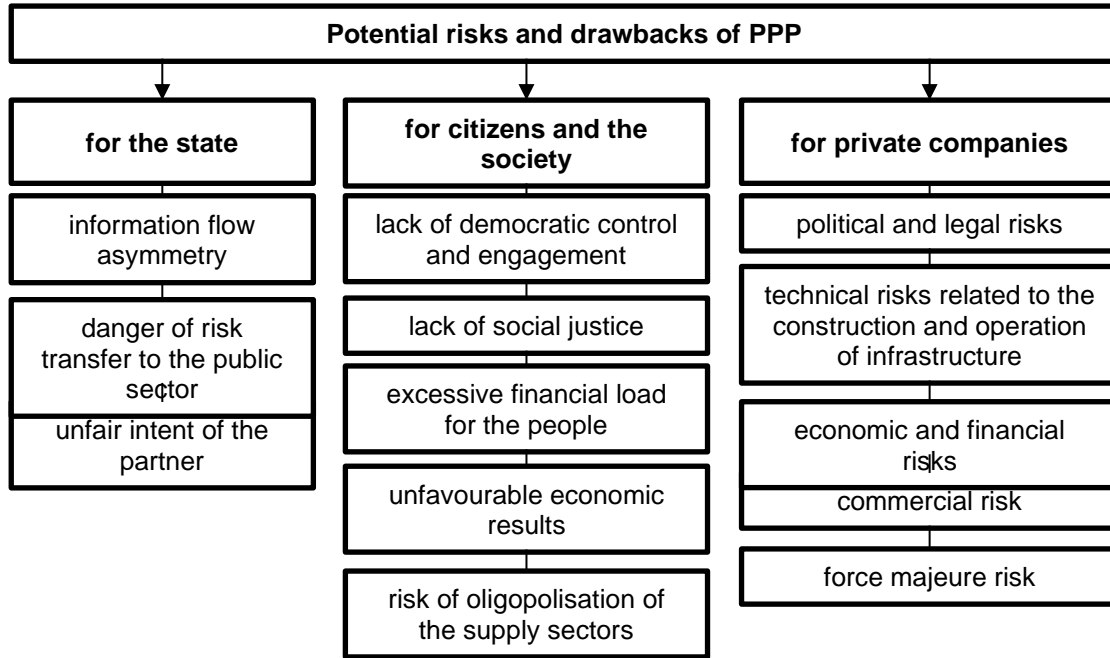 Potential risks and drawbacks of PPP
for the state
information flow
asymmetry
danger of risk
transfer to the public
sector
unfair intent of the
partner
for citizens and the
society
lack of democratic control
and engagement
lack of social justice
excessive financial load
for the people
unfavourable economic
results
risk of oligopolisation of
the supply sectors
for private companies
political and legal risks
technical risks related to the
construction and operation
of infrastructure
economic and financial
risks
commercial risk
force majeure risk